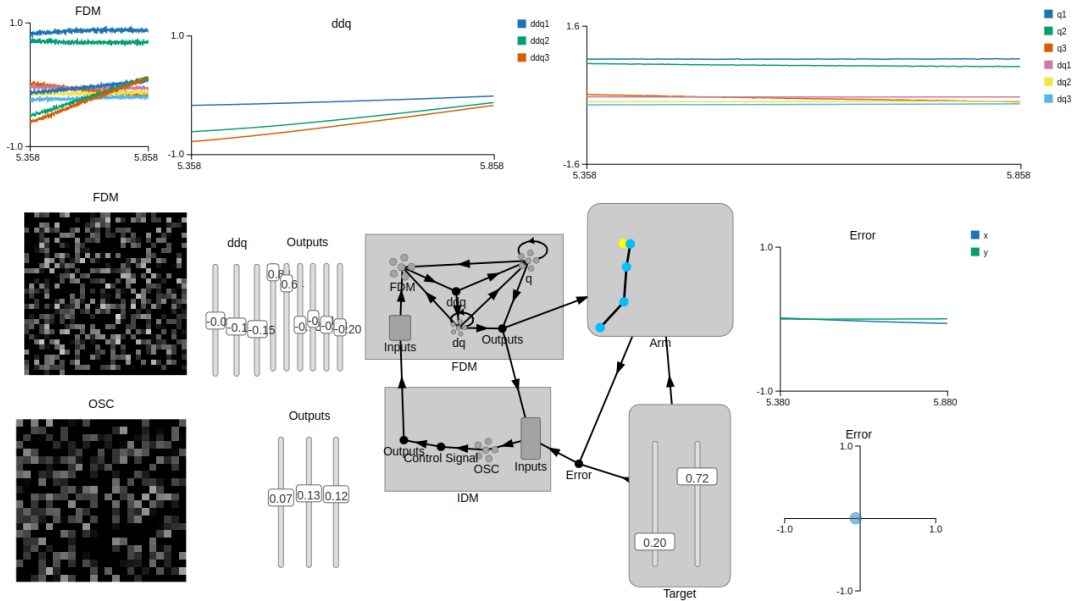 FDM
1.0
-1.0
5.358
5.858
ddq
1.0
-1.0
5.358
5.858
ddq1
ddq2
ddq3
1.6
-1.6
5.358
5.858
q1
q2
q3
dq1
dq2
dq3
FDM
ddq
-0.15
Outputs
-0.20
FDM
q
ddq
Inputs
dq
Outputs
FDM
Arm
Error
x
y
1.0
-1.0
5.380
5.880
OSC
Outputs
0.07
0.13
0.12
Outputs
Control Signal
OSC
Inputs
IDM
Error
0.72
0.20
Target
Error
1.0
-1.0
1.0
-1.0